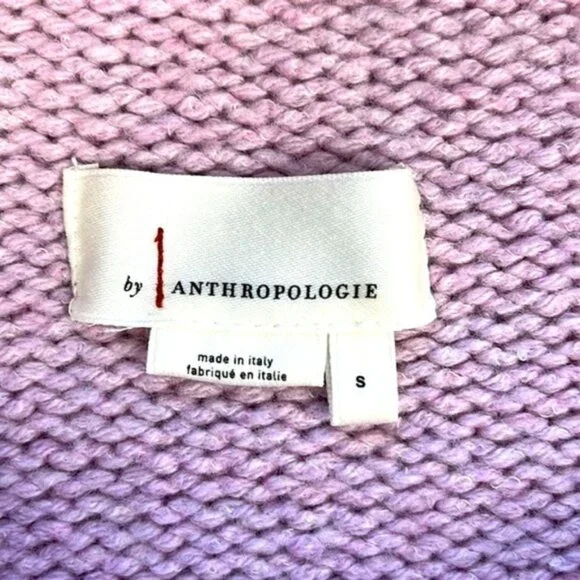 by ANTHROPOLOGIE
made in italy
fabriqué en italie
S